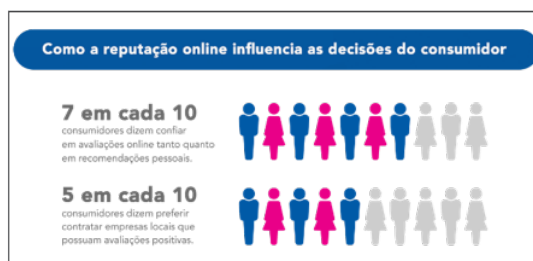 Como a reputação online influencia as decisões do consumidor
7 em cada 10
consumidores dizem confiar
em avaliações online tanto quanto
em recomendações pessoais.
5 em cada 10
consumidores dizem preferir
contratar empresas locais que
possuam avaliações positivas.